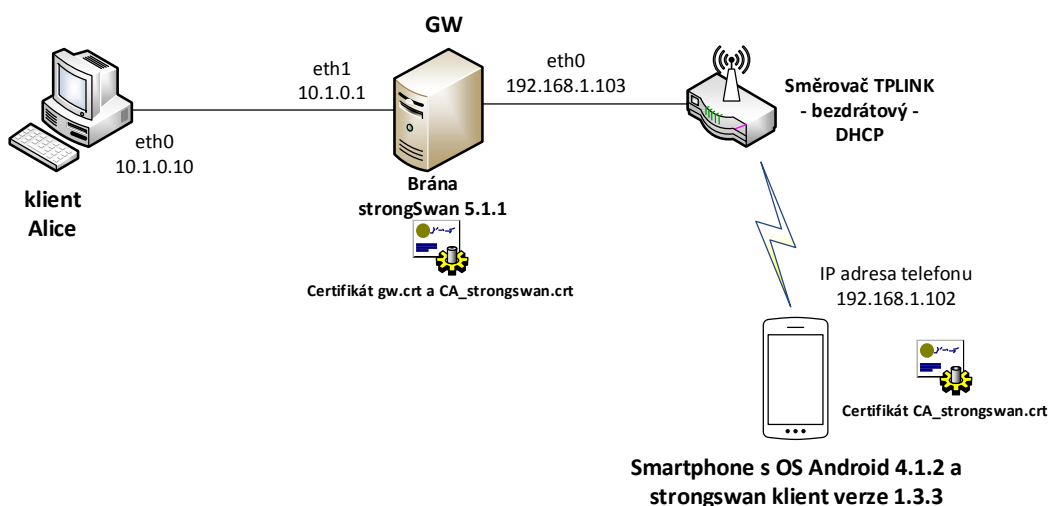 GW
eth1
10.1.0.1
eth0
192.168.1.103
Směrovač TPLINK
- bezdrátový -
DHCP
eth0
10.1.0.10
klient
Alice
Brána
strongSwan 5.1.1
Certifikát gw.crt a CA_strongswan.crt
IP adresa telefonu
192.168.1.102
Certifikát CA_strongswan.crt
Smartphone s OS Android 4.1.2 a
strongswan klient verze 1.3.3